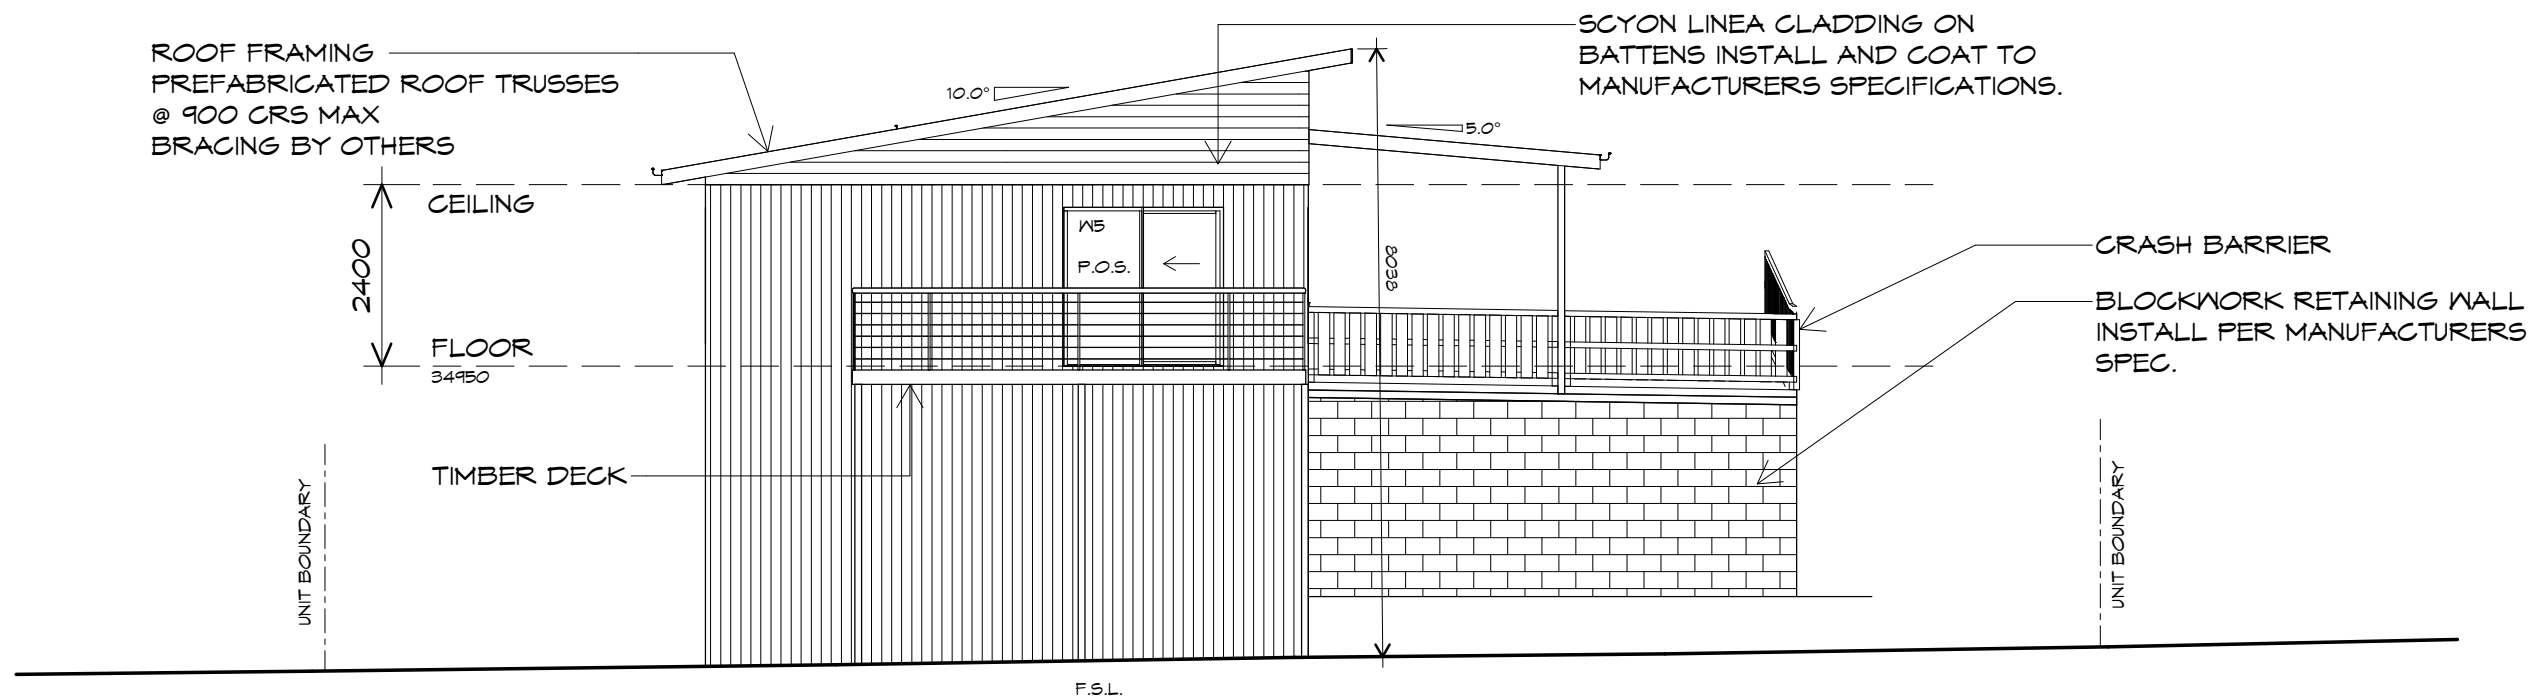 ROOF FRAMING
PREFABRICATED ROOF TRUSSES
@ 900 CRS MAX
BRACING BY OTHERS
SCYON LINEA CLADDING ON
BATTENS INSTALL AND COAT TO
MANUFACTURERS SPECIFICATIONS.
10.0°
5.0°
CEILING
2400
W5
P.O.S.
8038
CRASH BARRIER
BLOCKWORK RETAINING WALL
INSTALL PER MANUFACTURERS
SPEC.
FLOOR
34950
TIMBER DECK
UNIT BOUNDARY
UNIT BOUNDARY
F.S.L.